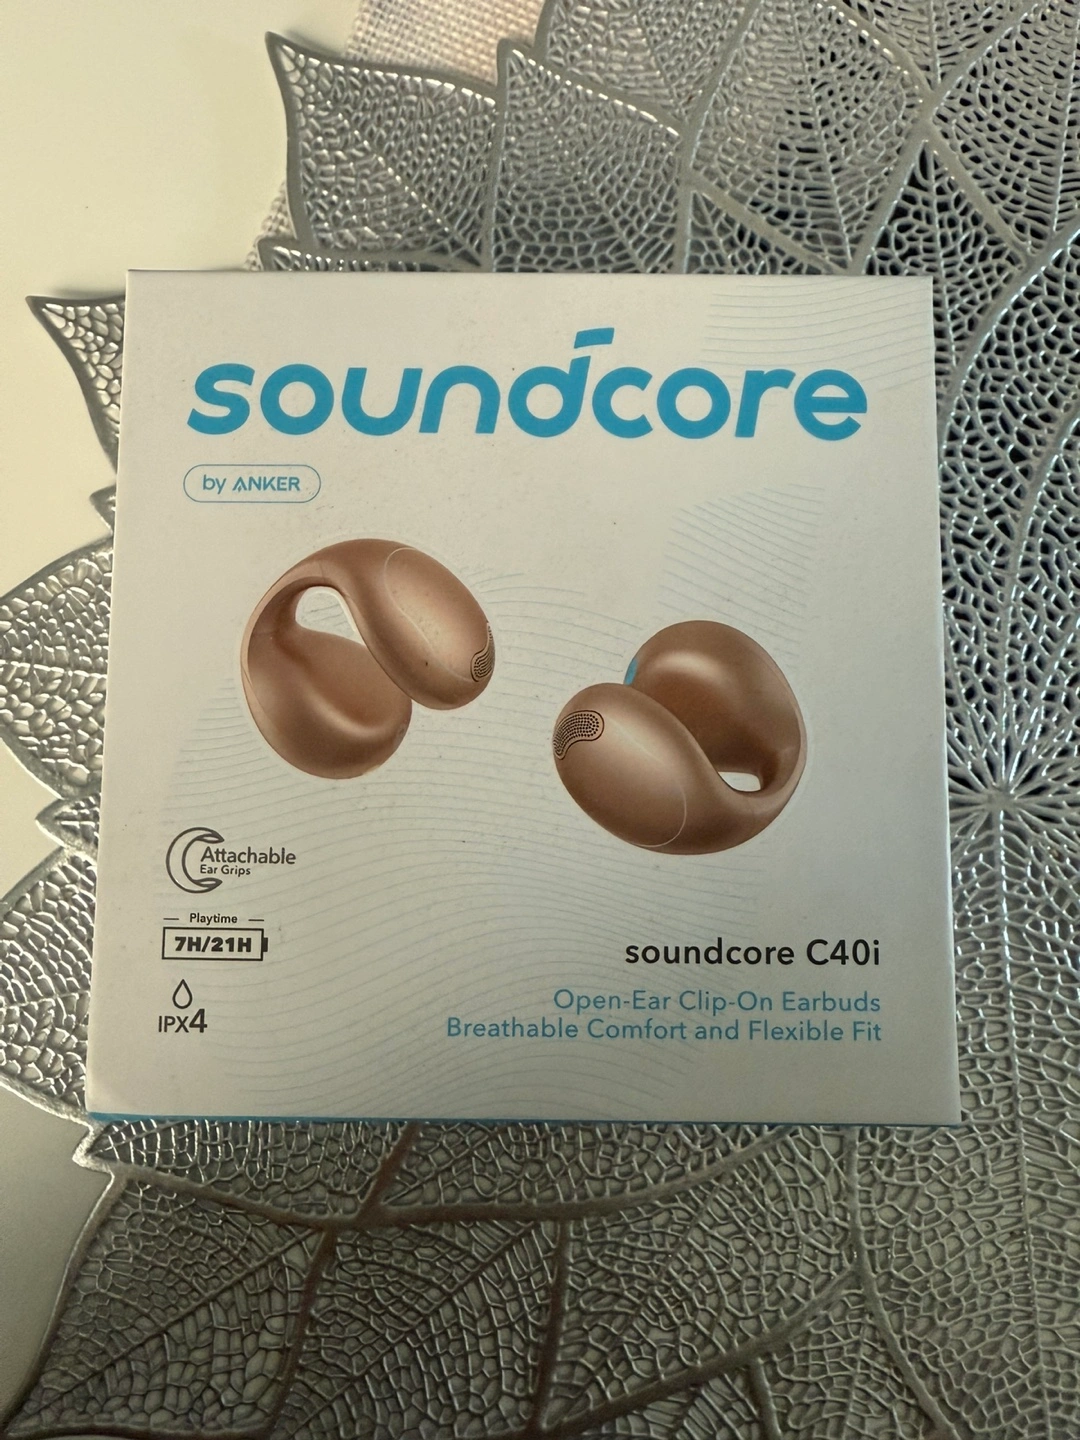 soundcore
by ANKER
Attachable
Ear Grips
Playtime
7H/21H
IPX4
soundcore C40i
Open-Ear Clip-On Earbuds
Breathable Comfort and Flexible Fit